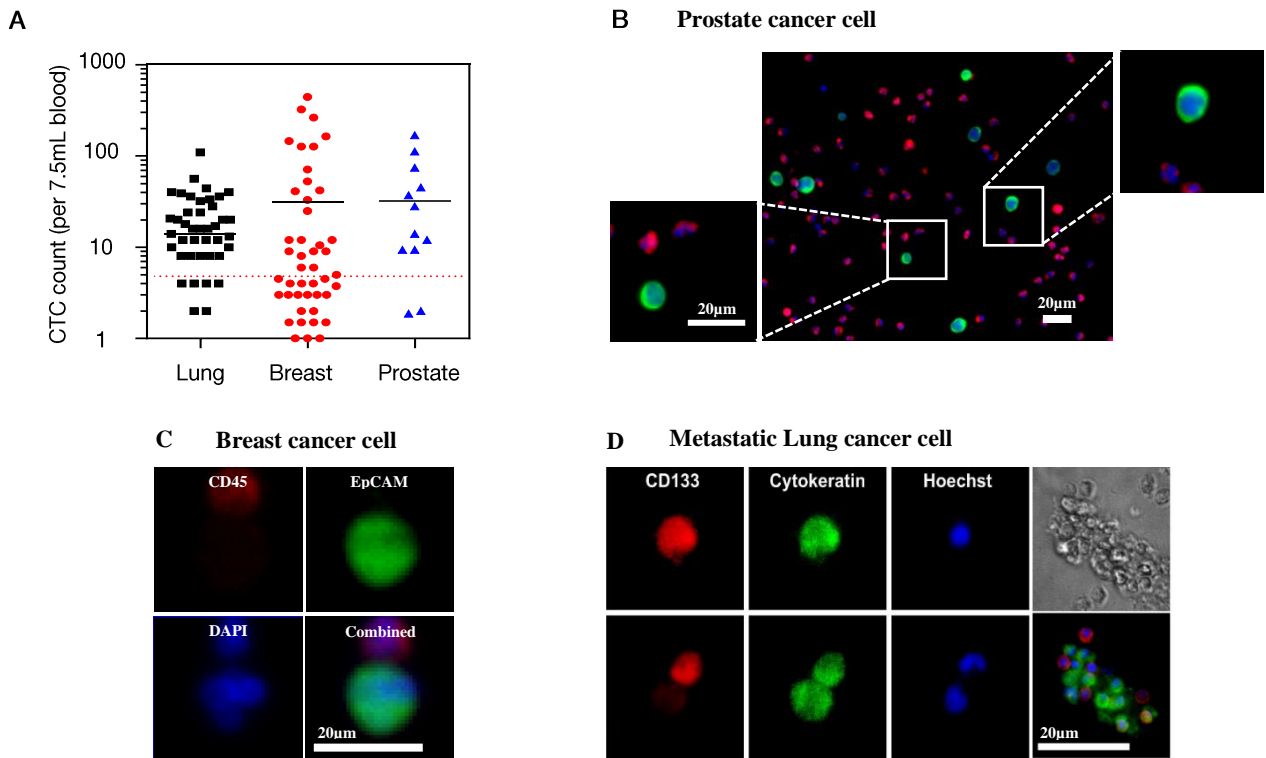 A
CTC count (per 7.5mL blood)
1000
100
10
1
Lung Breast Prostate
B Prostate cancer cell
20μm
20μm
C Breast cancer cell
CD45 EpCAM
DAPI Combined
20μm
D Metastatic Lung cancer cell
CD133 Cytokeratin Hoechst
20μm